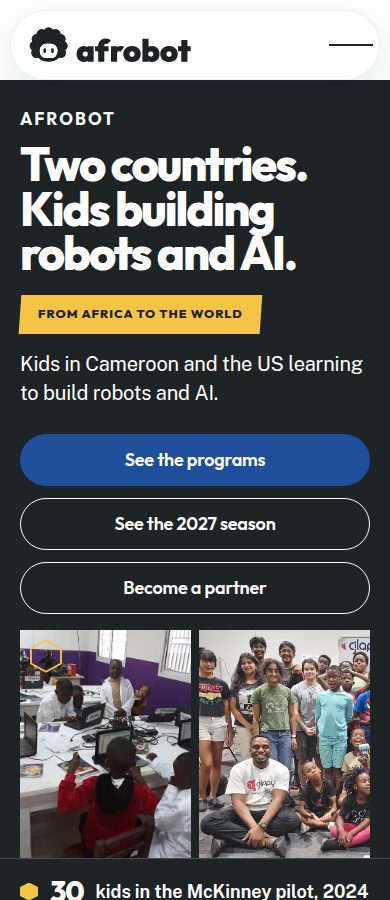 afrobot
AFROBOT
Two countries.
Kids building
robots and AI.
FROM AFRICA TO THE WORLD
Kids in Cameroon and the US learning
to build robots and AI.
See the programs
See the 2027 season
Become a partner
30 kids in the McKinney pilot, 2024